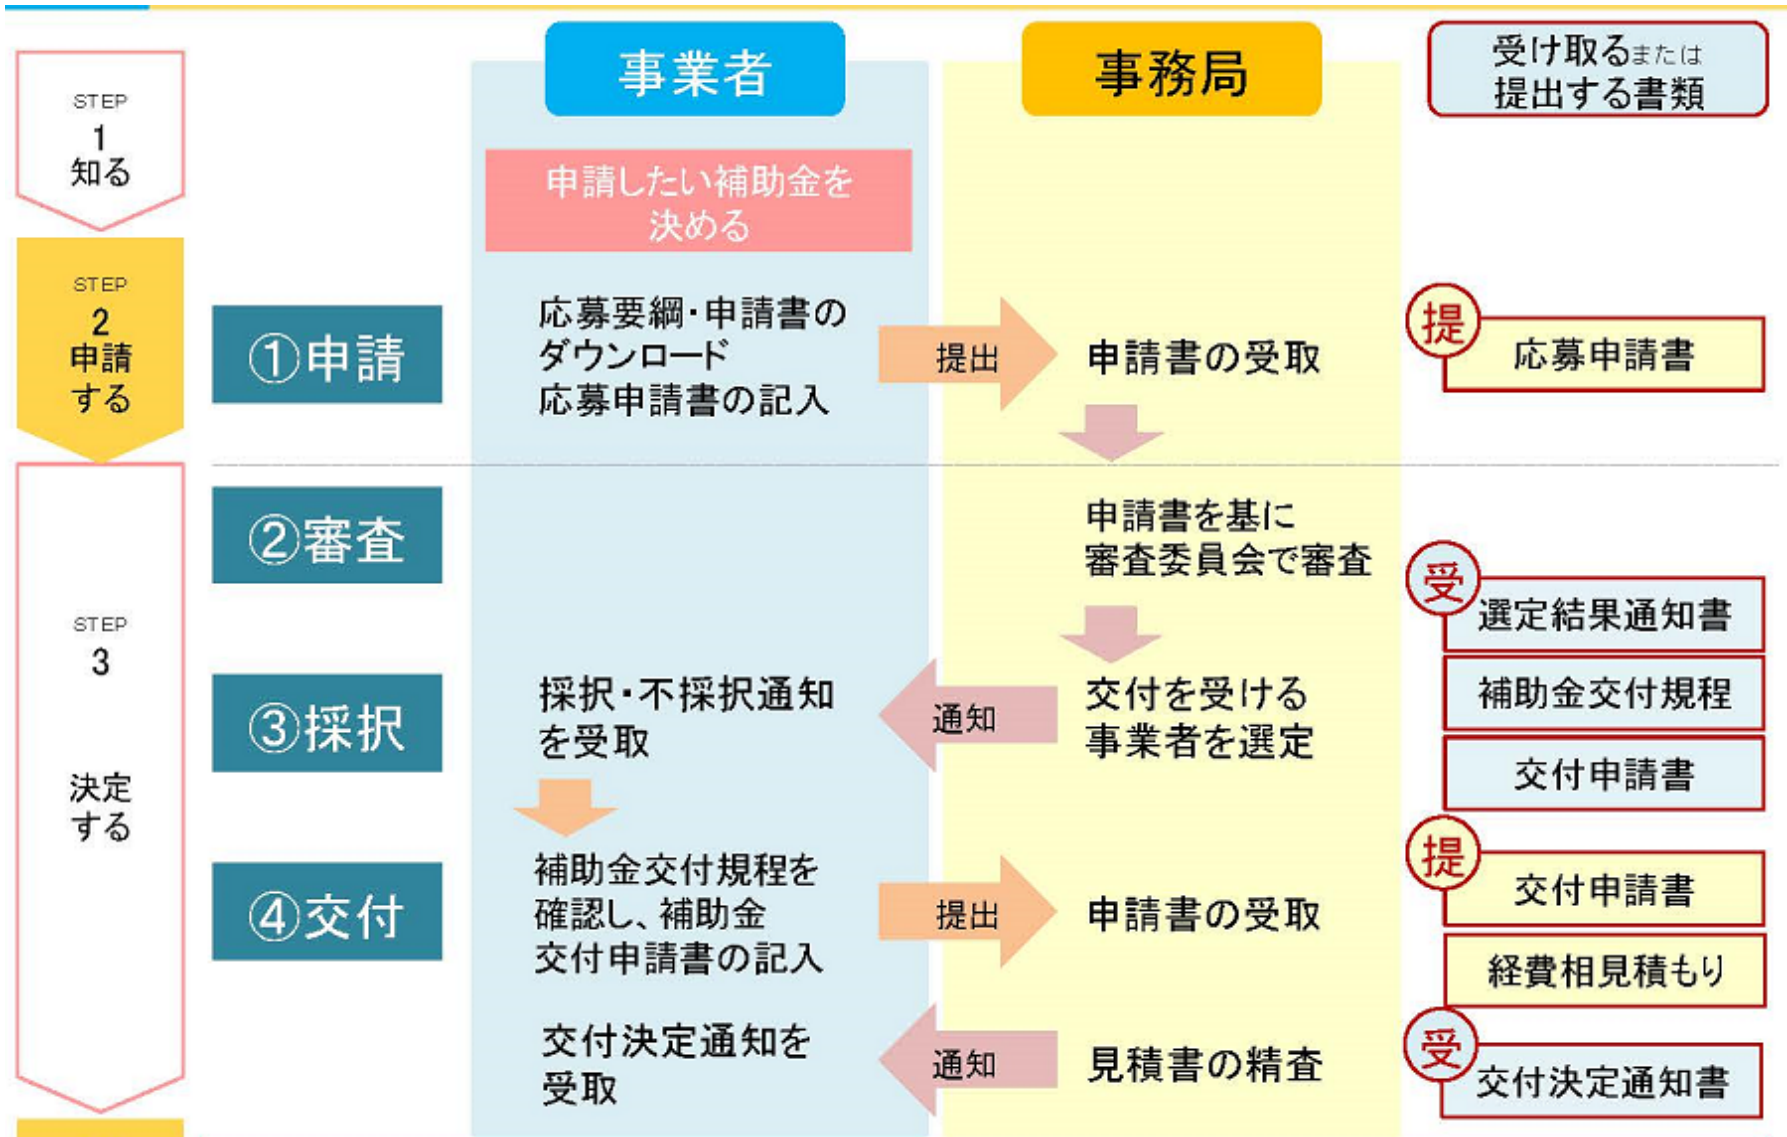 事業者
事務局
受け取るまたは
提出する書類
STEP
1
知る
申請したい補助金を
決める
STEP
2
申請
する
①申請
応募要綱・申請書の
ダウンロード
応募申請書の記入
提出
申請書の受取
提
応募申請書
STEP
3
決定
する
②審査
申請書を基に
審査委員会で審査
受
選定結果通知書
補助金交付規程
交付申請書
③採択
採択・不採択通知
を受取
通知
交付を受ける
事業者を選定
④交付
補助金交付規程を
確認し、補助金
交付申請書の記入
提出
申請書の受取
提
交付申請書
経費相見積もり
交付決定通知を
受取
通知
見積書の精査
受
交付決定通知書